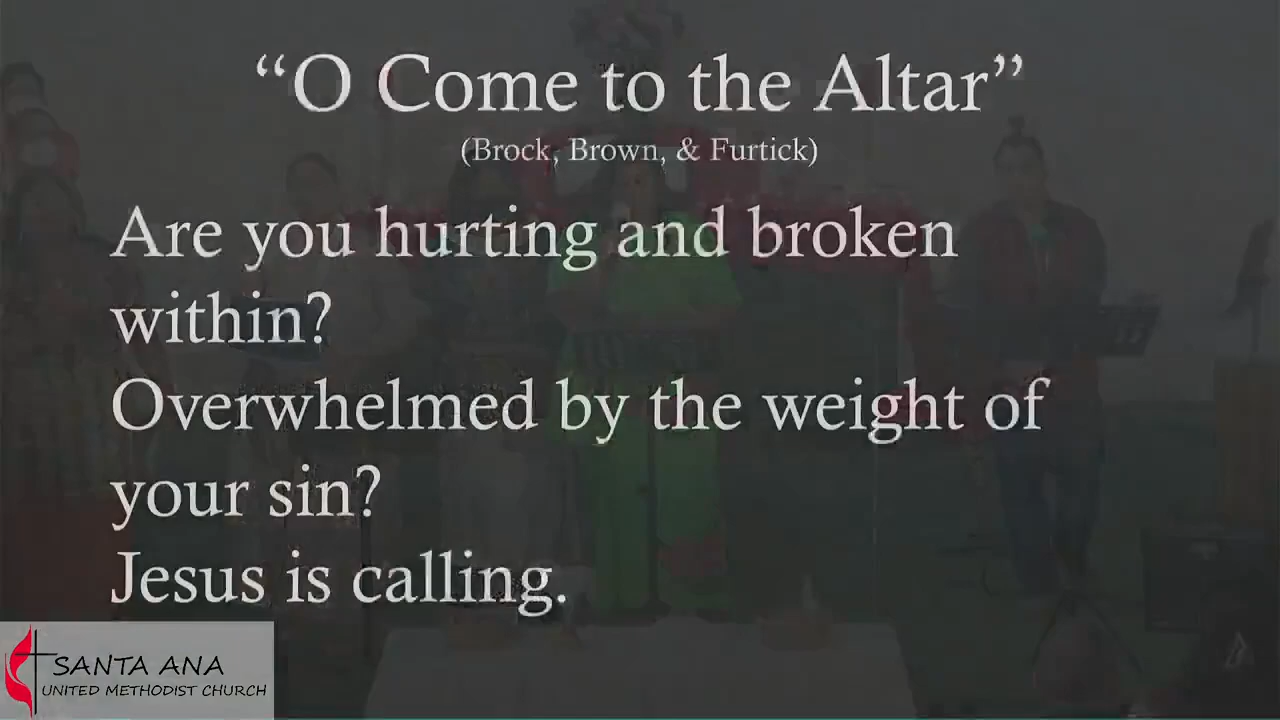 “O Come to the Altar”
(Brock, Brown, & Furtick)
Are you hurting and broken
within?
Overwhelmed by the weight of
your sin?
Jesus is calling.
SANTA ANA
UNITED METHODIST CHURCH